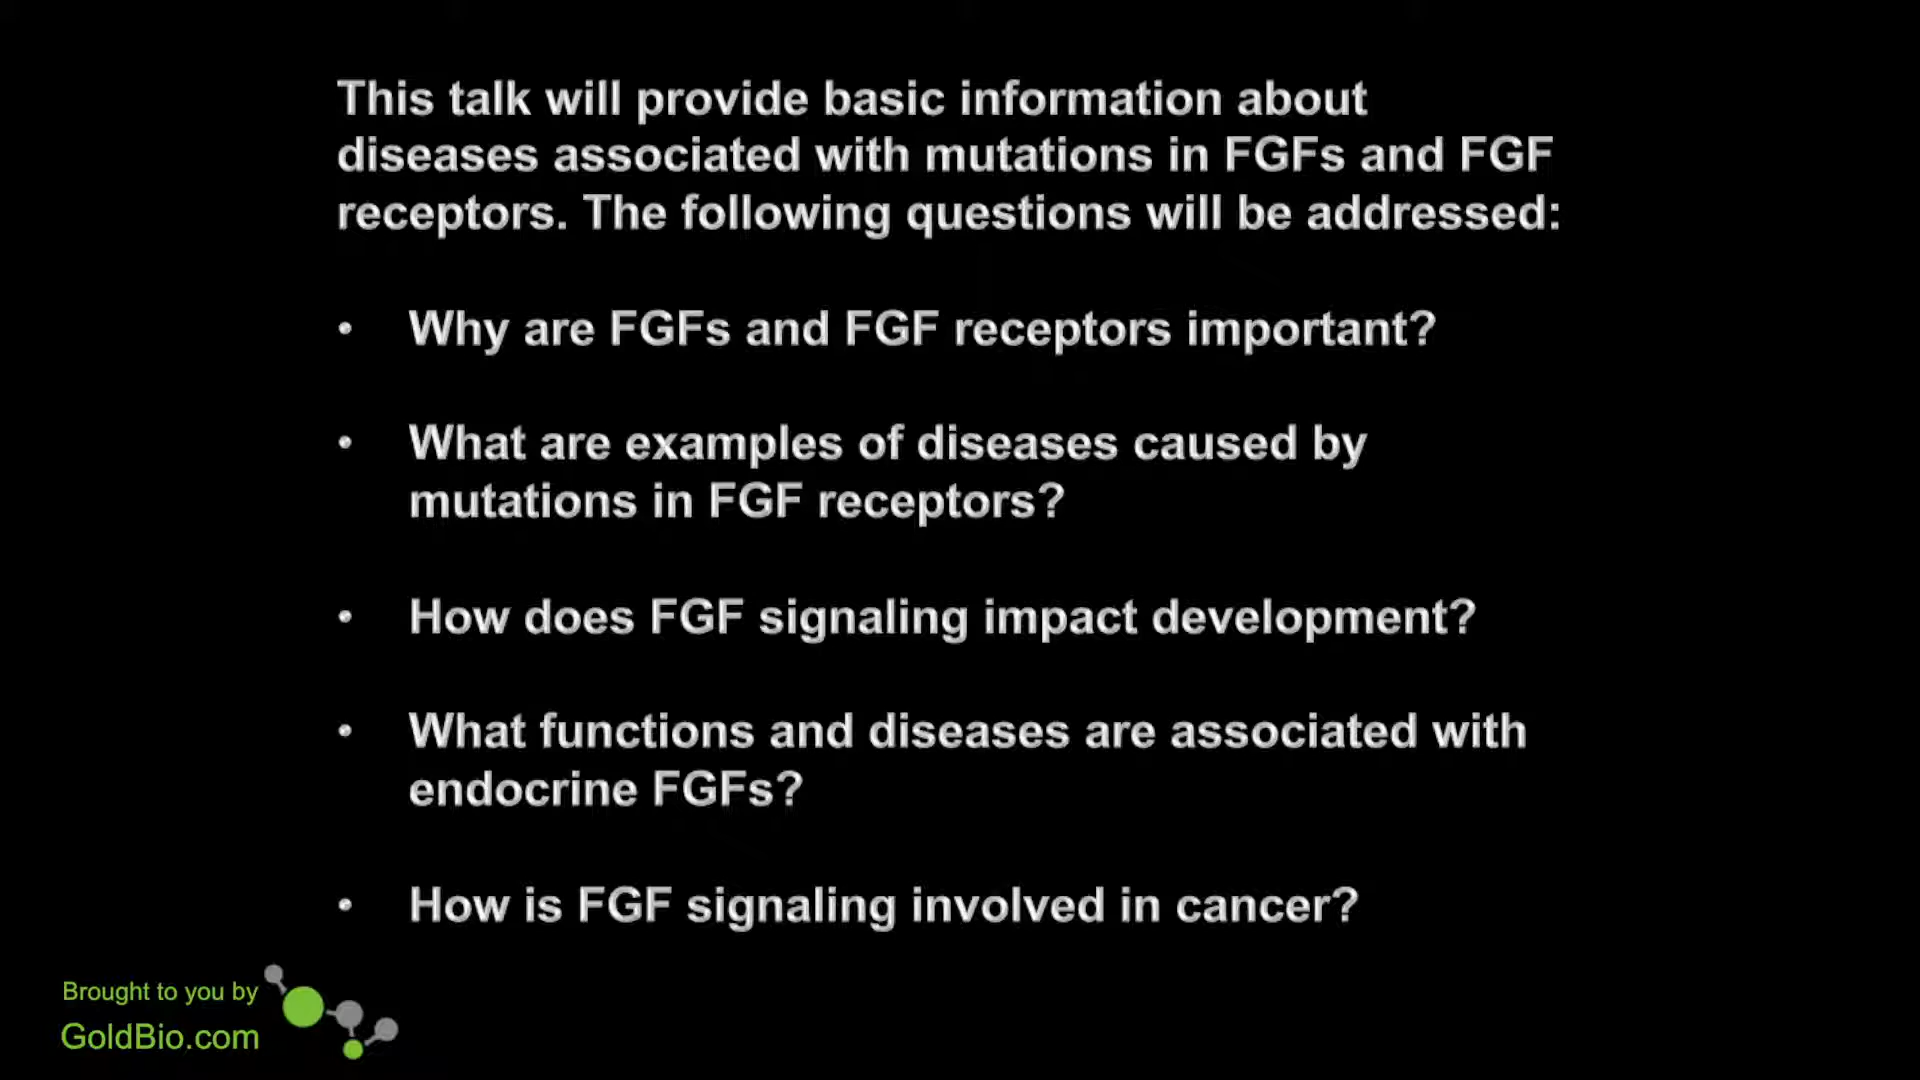 This talk will provide basic information about
diseases associated with mutations in FGFs and FGF
receptors. The following questions will be addressed:
• Why are FGFs and FGF receptors important?
• What are examples of diseases caused by
mutations in FGF receptors?
• How does FGF signaling impact development?
• What functions and diseases are associated with
endocrine FGFs?
• How is FGF signaling involved in cancer?
Brought to you by
GoldBio.com